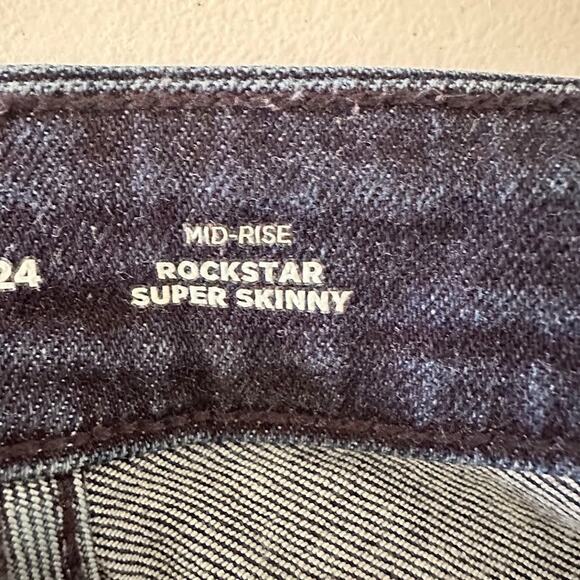 MID-RISE
24
ROCKSTAR
SUPER SKINNY